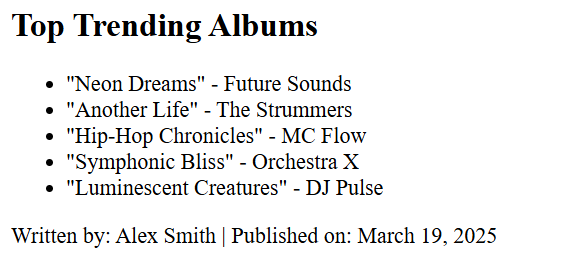 Top Trending Albums
• "Neon Dreams" - Future Sounds
• "Another Life" - The Strummers
• "Hip-Hop Chronicles" - MC Flow
• "Symphonic Bliss" - Orchestra X
• "Luminescent Creatures" - DJ Pulse
Written by: Alex Smith | Published on: March 19, 2025